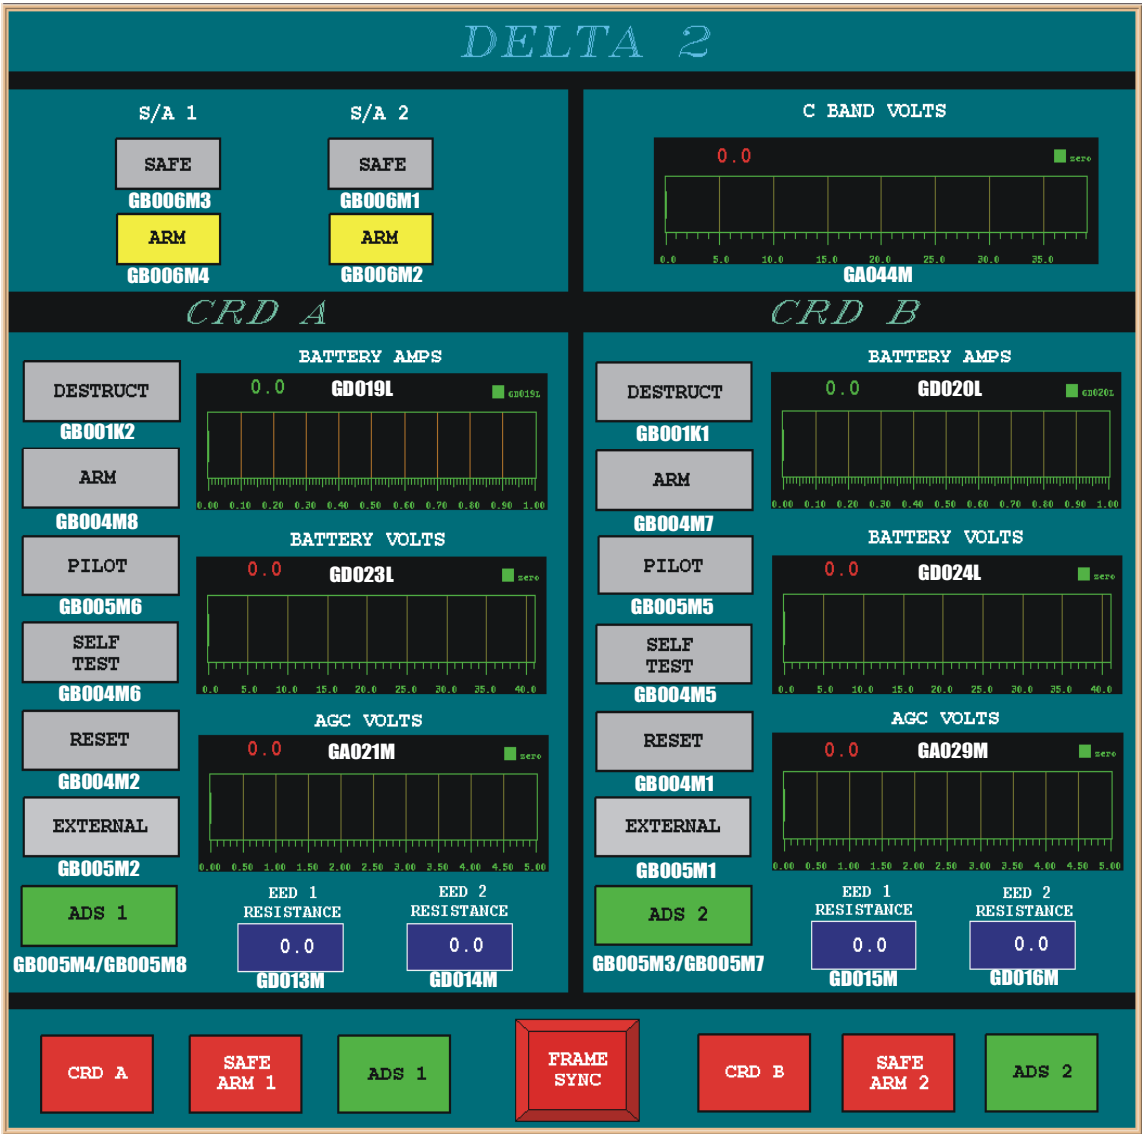 DELTA 2
S/A 1
S/A 2
SAFE
GB006M3
SAFE
GB006M1
ARM
GB006M4
ARM
GB006M2
C BAND VOLTS
0.0
zero
0.0 5.0 10.0 15.0 20.0 25.0 30.0 35.0
GA044M
CRD A
DESTRUCT
GB001K2
ARM
GB004M8
PILOT
GB005M6
SELF
TEST
GB004M6
RESET
GB004M2
EXTERNAL
GB005M2
ADS 1
GB005M4/GB005M8
BATTERY AMPS
0.0
GD019L
GD019L
0.00 0.10 0.20 0.30 0.40 0.50 0.60 0.70 0.80 0.90 1.00
BATTERY VOLTS
0.0
GD023L
zero
0.0 5.0 10.0 15.0 20.0 25.0 30.0 35.0 40.0
AGC VOLTS
0.0
GA021M
zero
0.00 0.50 1.00 1.50 2.00 2.50 3.00 3.50 4.00 4.50 5.00
EED 1
RESISTANCE
0.0
GD013M
EED 2
RESISTANCE
0.0
GD014M
CRD B
DESTRUCT
GB001K1
ARM
GB004M7
PILOT
GB005M5
SELF
TEST
GB004M5
RESET
GB004M1
EXTERNAL
GB005M1
ADS 2
GB005M3/GB005M7
BATTERY AMPS
0.0
GD020L
GD020L
0.00 0.10 0.20 0.30 0.40 0.50 0.60 0.70 0.80 0.90 1.00
BATTERY VOLTS
0.0
GD024L
zero
0.0 5.0 10.0 15.0 20.0 25.0 30.0 35.0 40.0
AGC VOLTS
0.0
GA029M
zero
0.00 0.50 1.00 1.50 2.00 2.50 3.00 3.50 4.00 4.50 5.00
EED 1
RESISTANCE
0.0
GD015M
EED 2
RESISTANCE
0.0
GD016M
CRD A
SAFE
ARM 1
ADS 1
FRAME
SYNC
CRD B
SAFE
ARM 2
ADS 2